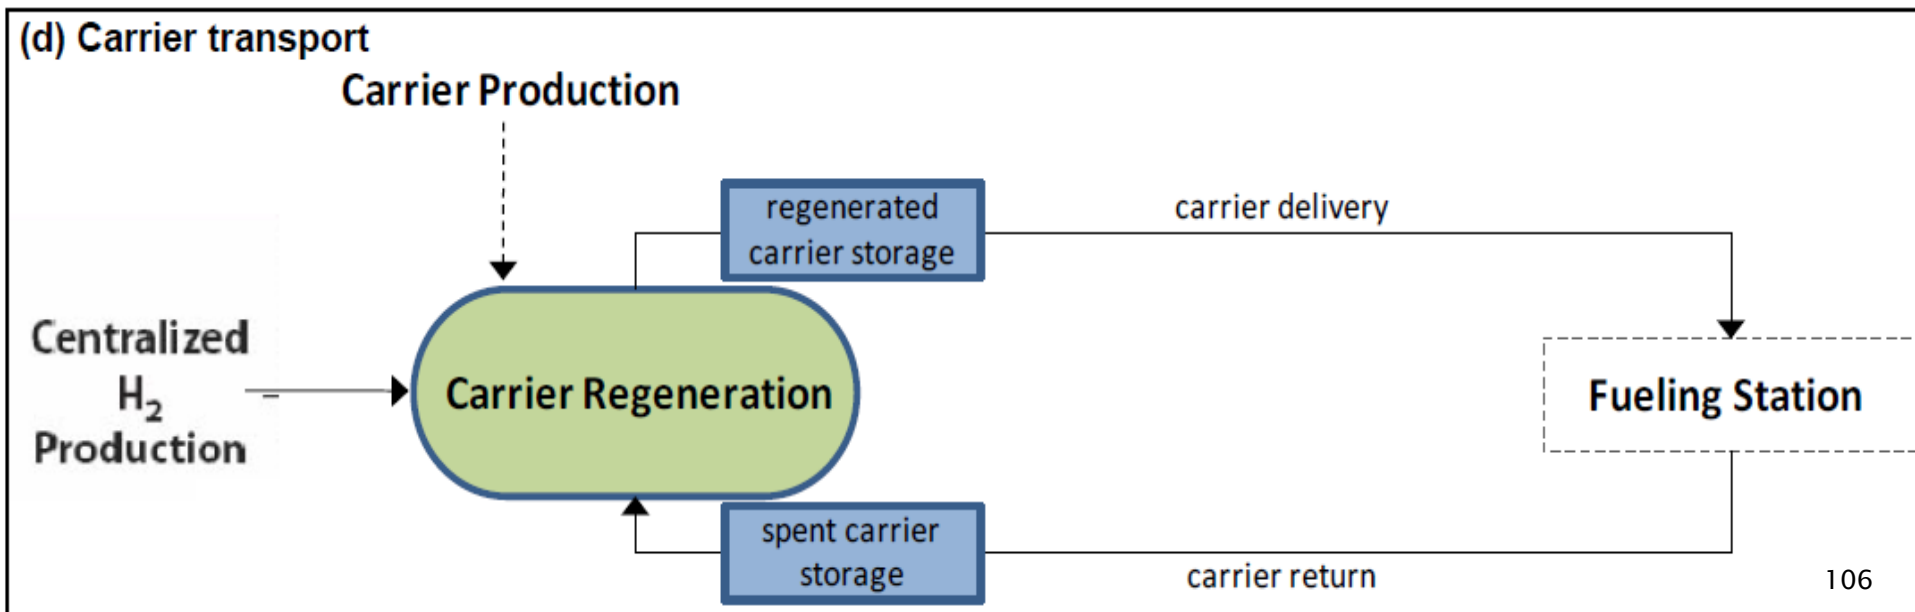 (d) Carrier transport
Carrier Production
regenerated
carrier storage
carrier delivery
Centralized
H₂
Production
Carrier Regeneration
Fueling Station
spent carrier
storage
carrier return
106